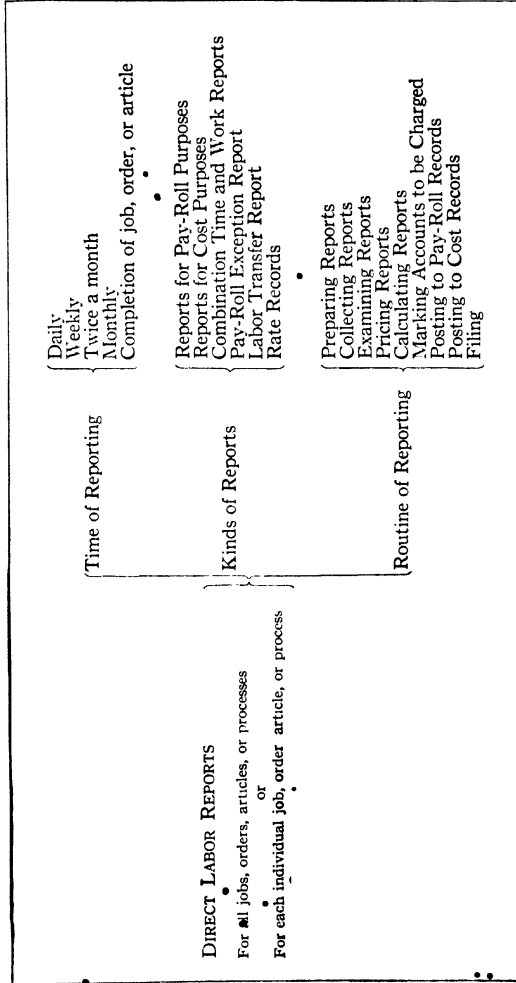 DIRECT LABOR REPORTS
For all jobs, orders, articles, or processes
or
For each individual job, order article, or process
Time of Reporting
Daily
Weekly
Twice a month
Monthly
Completion of job, order, or article
Kinds of Reports
Reports for Pay-Roll Purposes
Reports for Cost Purposes
Combination Time and Work Reports
Pay-Roll Exception Report
Labor Transfer Report
Rate Records
Routine of Reporting
Preparing Reports
Collecting Reports
Examining Reports
Pricing Reports
Calculating Reports
Marking Accounts to be Charged
Posting to Pay-Roll Records
Posting to Cost Records
Filing